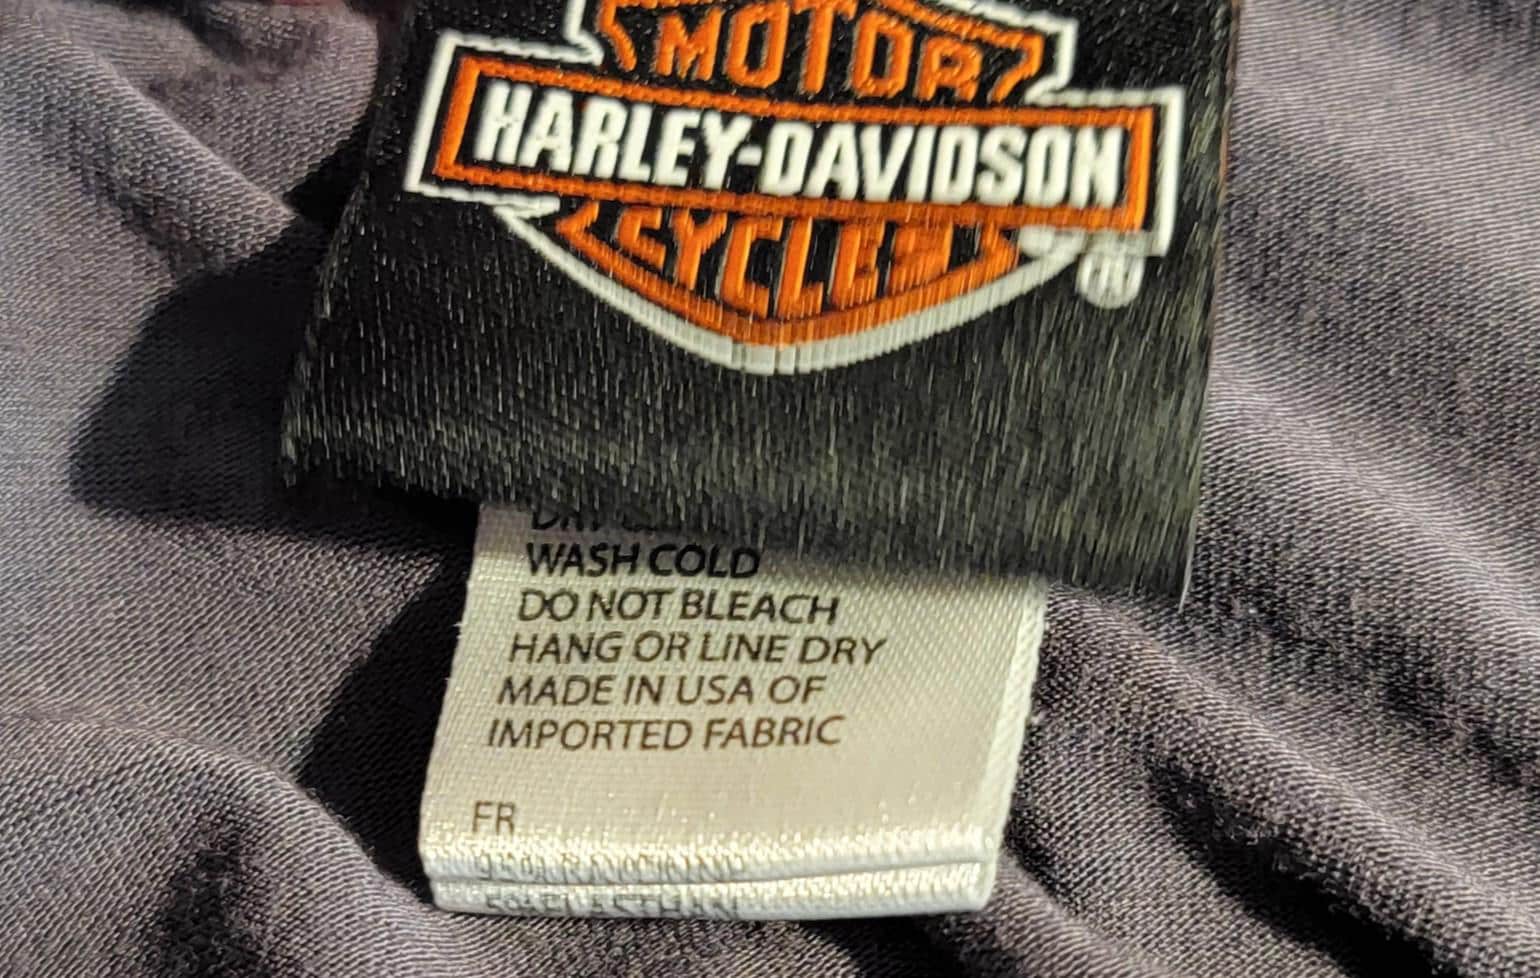 MOTOR
HARLEY-DAVIDSON
CYCLES
®
WASH COLD
DO NOT BLEACH
HANG OR LINE DRY
MADE IN USA OF
IMPORTED FABRIC
FR